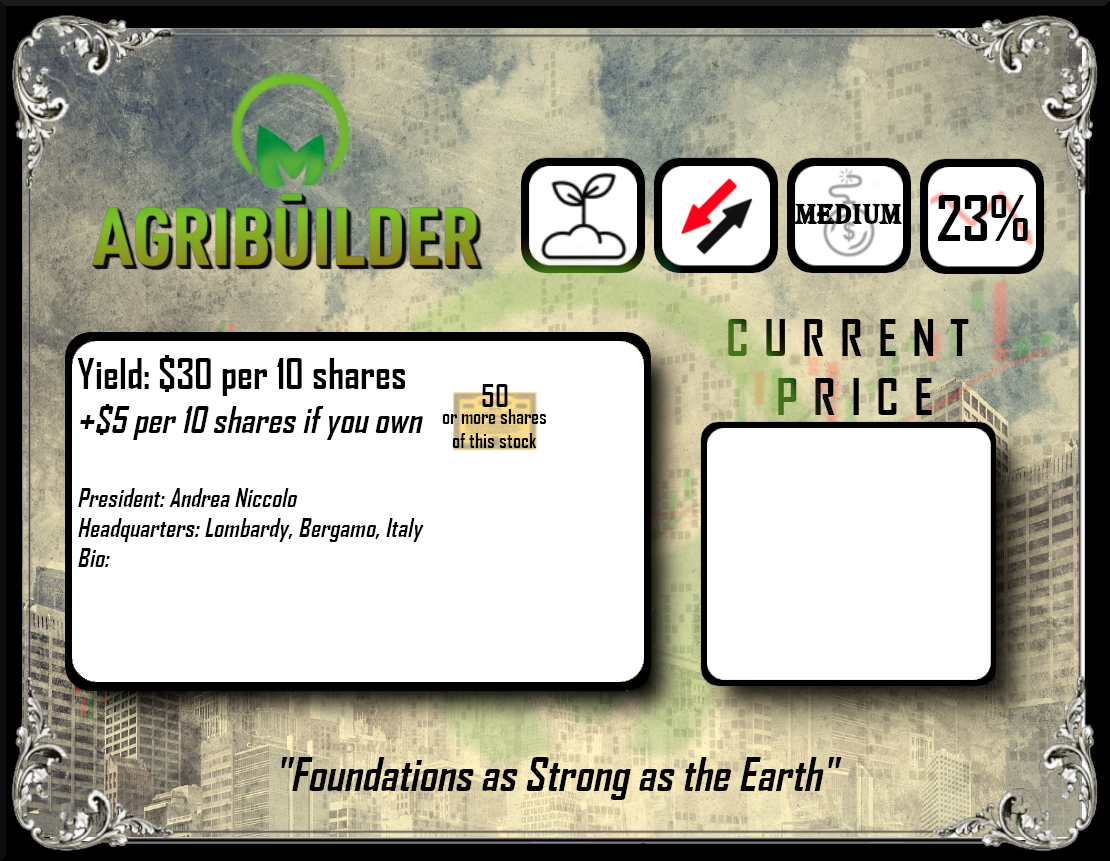 AGRIBŪILDER
MEDIUM
23%
CURRENT
PRICE
Yield: $30 per 10 shares
+$5 per 10 shares if you own
50
or more shares
of this stock
President: Andrea Niccolo
Headquarters: Lombardy, Bergamo, Italy
Bio:
"Foundations as Strong as the Earth"